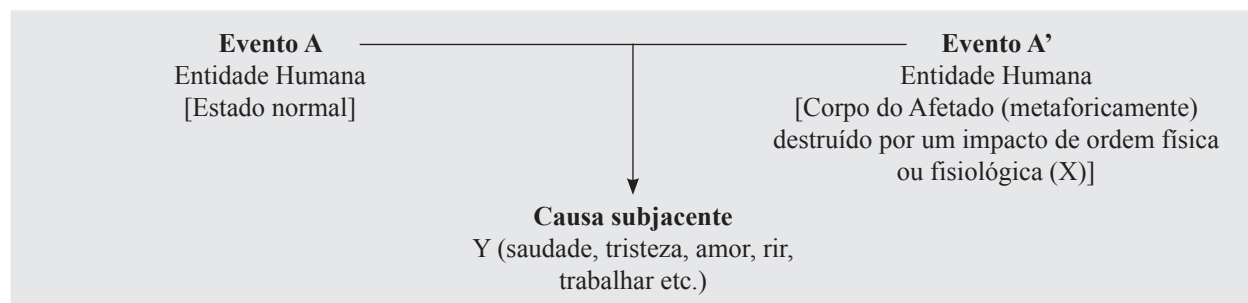 Evento A
Entidade Humana
[Estado normal]
Evento A’
Entidade Humana
[Corpo do Afetado (metaforicamente)
destruído por um impacto de ordem física
ou fisiológica (X)]
Causa subjacente
Y (saudade, tristeza, amor, rir,
trabalhar etc.)